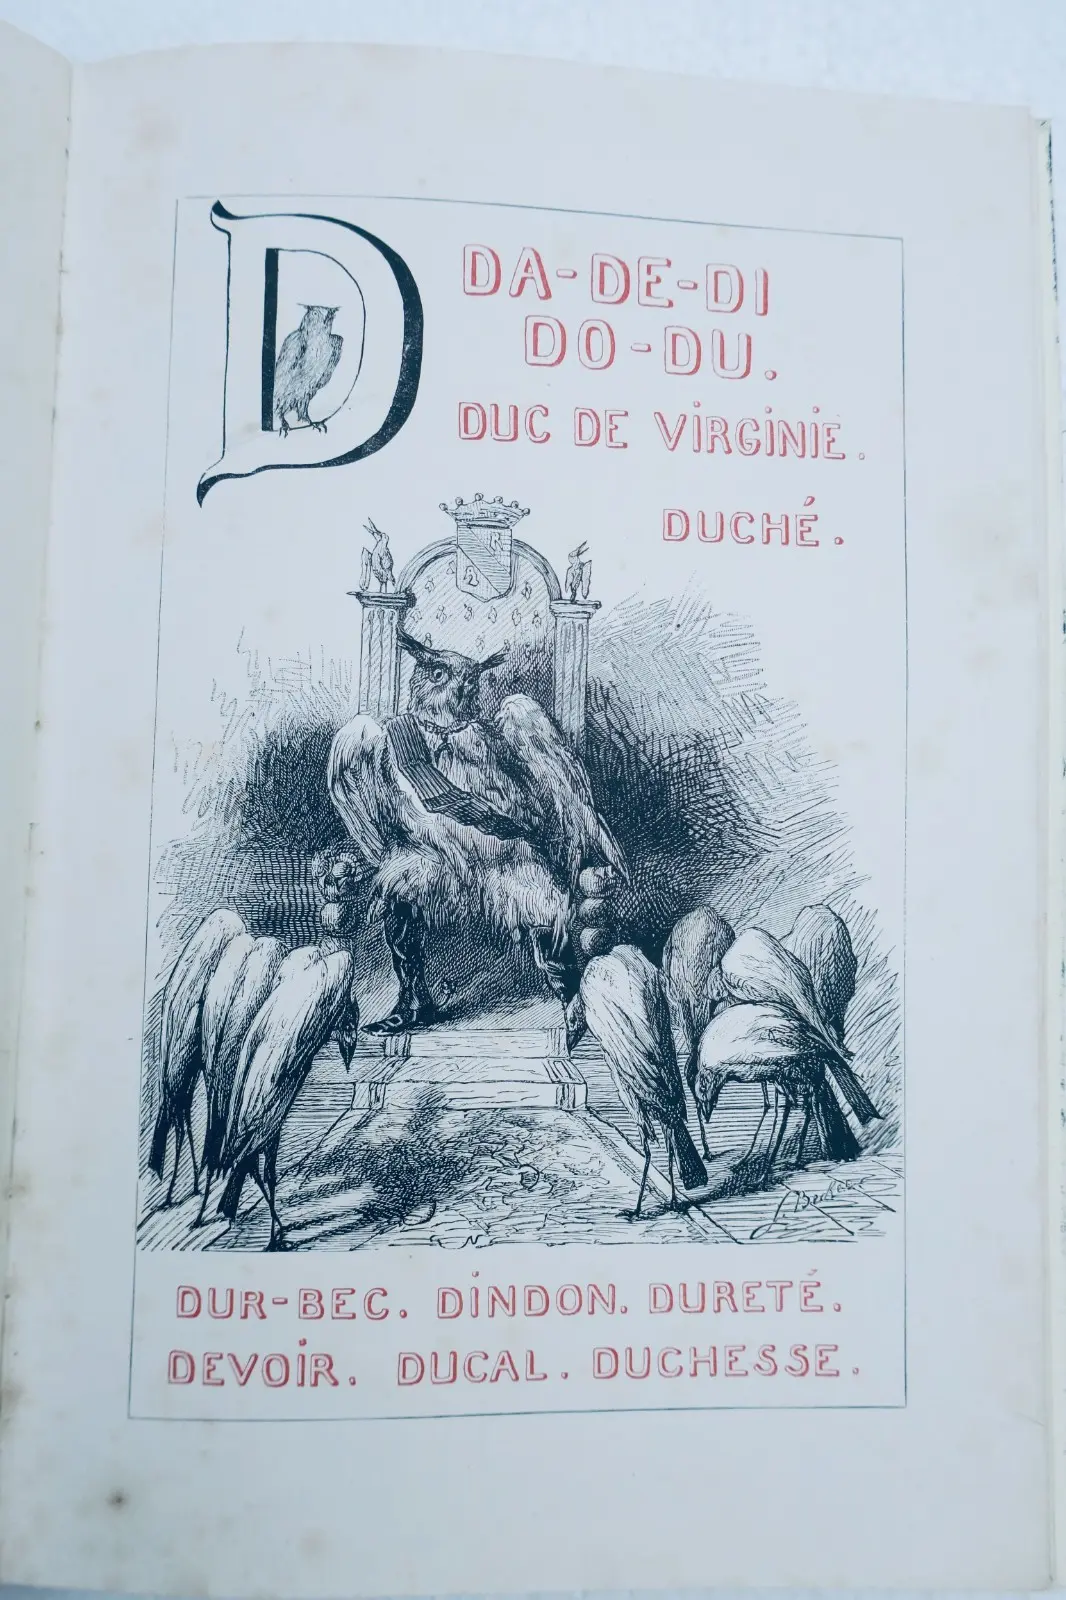 D
DA-DE-DI
DO-DU.
DUC DE VIRGINIE.
DUCHÉ.
DUR-BEC. DINDON. DURETÉ.
DEVOIR. DUCAL. DUCHESSE.